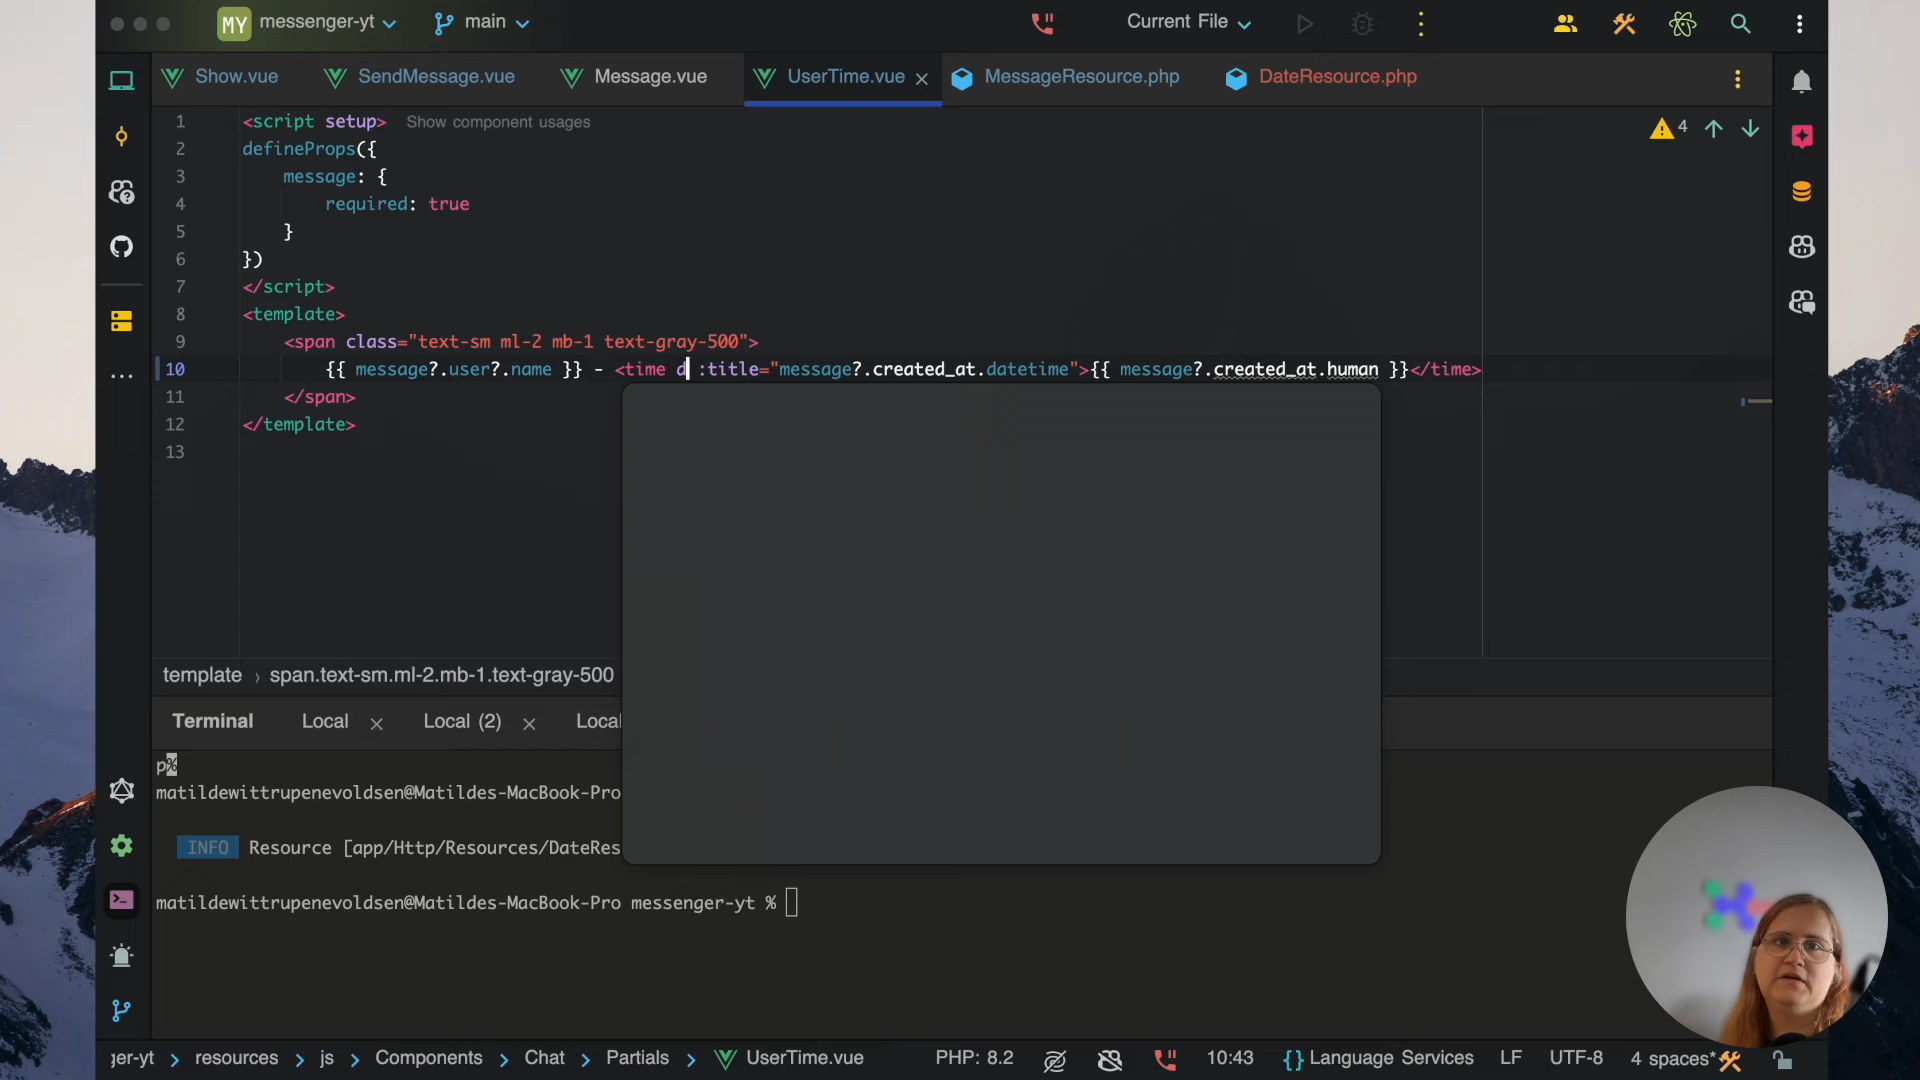 MY messenger-yt main Current File
Show.vue SendMessage.vue Message.vue UserTime.vue MessageResource.php DateResource.php
1 <script setup> Show component usages
4
2 defineProps({
3 message: {
4 required: true
5 }
6 })
7 </script>
8 <template>
9 <span class="text-sm ml-2 mb-1 text-gray-500">
10 {{ message?.user?.name }} - <time d :title="message?.created_at.datetime">{{ message?.created_at.human }}</time>
11 </span>
12 </template>
13
template › span.text-sm.ml-2.mb-1.text-gray-500
Terminal Local Local (2) Local
p%
matildewittrupenevoldsen@Matildes-MacBook-Pro
INFO Resource [app/Http/Resources/DateRes
matildewittrupenevoldsen@Matildes-MacBook-Pro messenger-yt %
ger-yt › resources › js › Components › Chat › Partials › UserTime.vue PHP: 8.2 10:43 {} Language Services LF UTF-8 4 spaces*